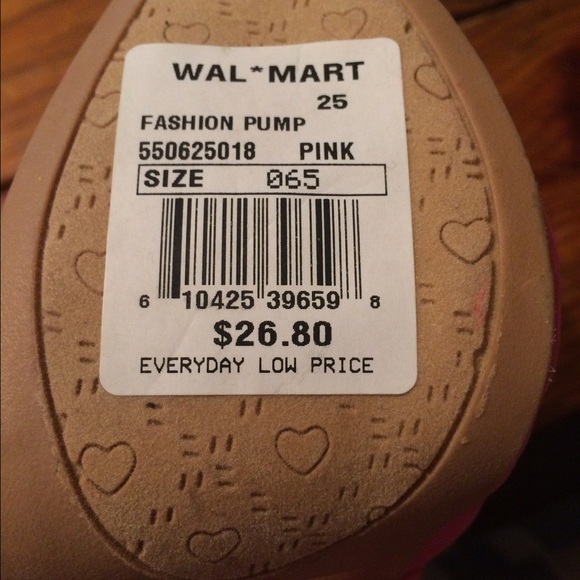 WAL*MART
25
FASHION PUMP
550625018 PINK
SIZE 065
6 10425 39659 8
$26.80
EVERYDAY LOW PRICE